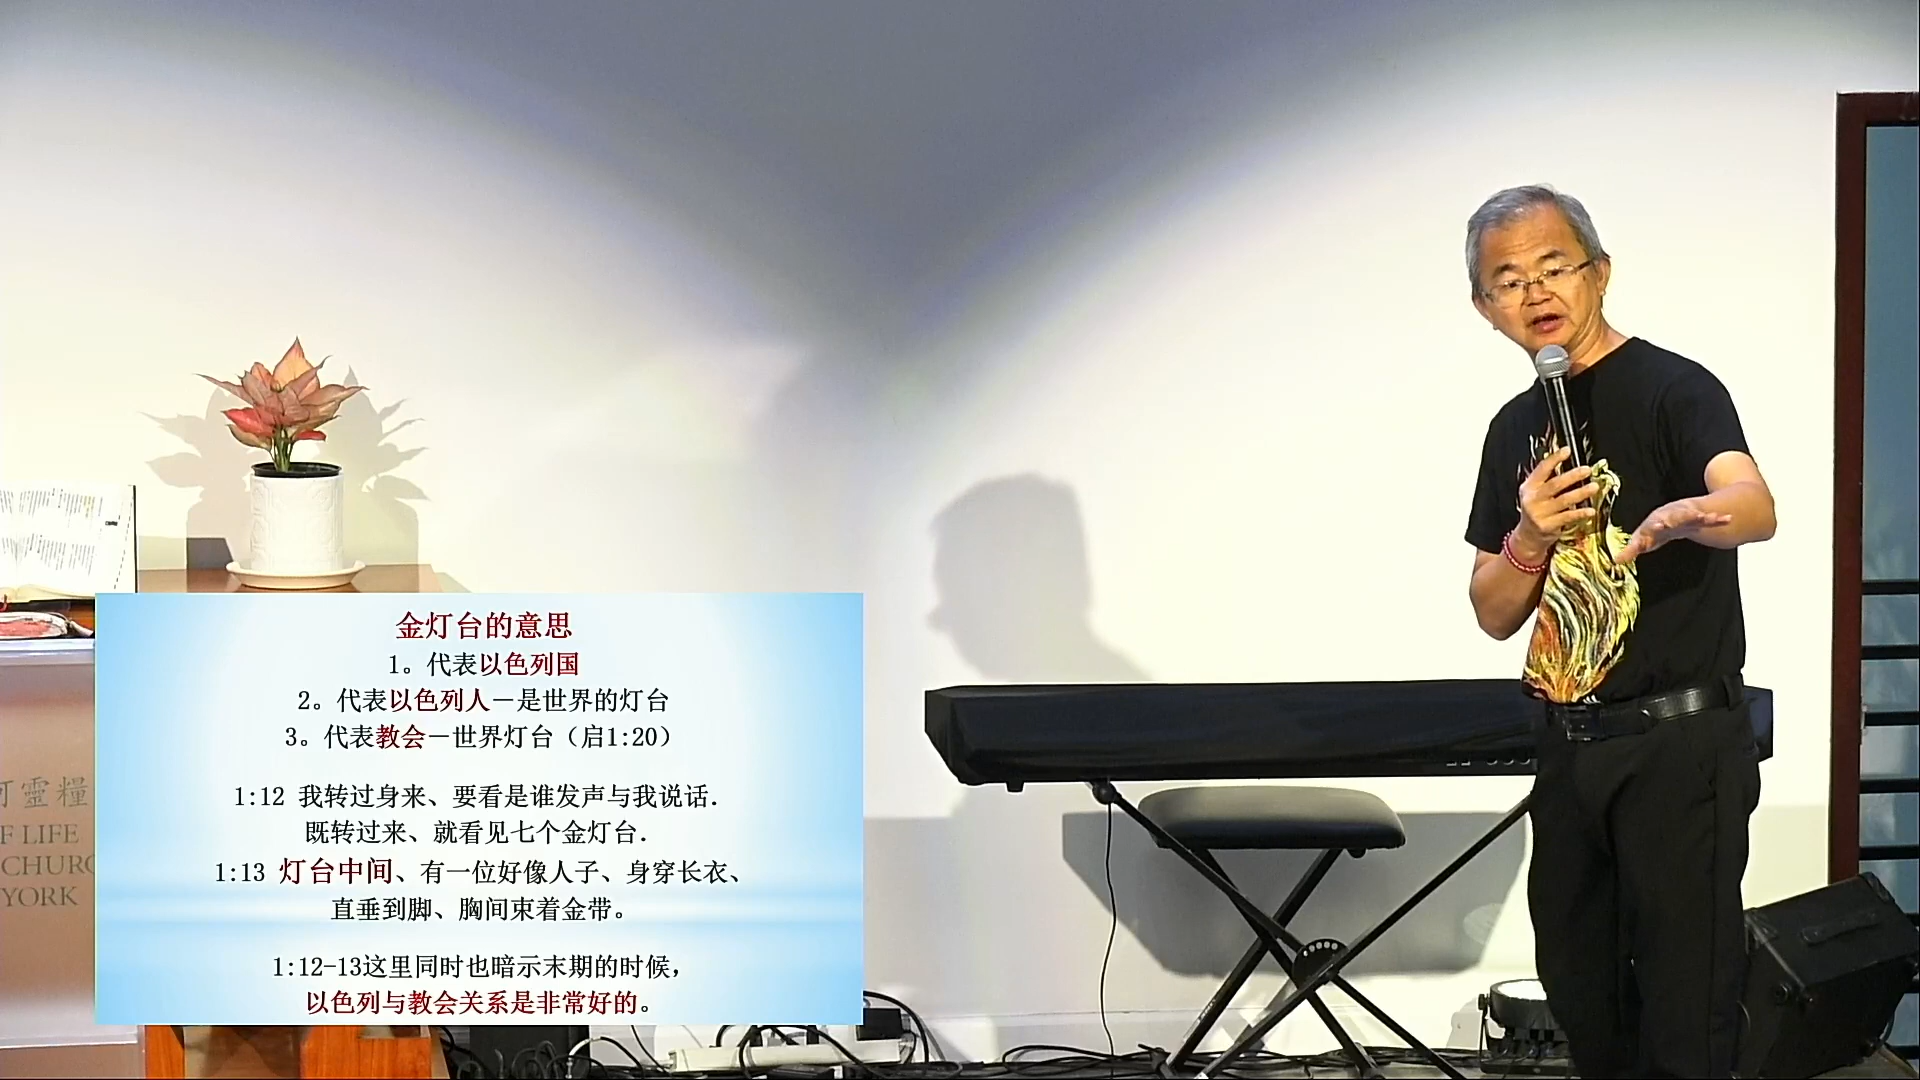 金灯台的意思
1。代表以色列国
2。代表以色列人－是世界的灯台
3。代表教会－世界灯台（启1:20）
1:12 我转过身来、要看是谁发声与我说话．
既转过来、就看见七个金灯台．
1:13 灯台中间、有一位好像人子、身穿长衣、
直垂到脚、胸间束着金带。
1:12-13这里同时也暗示末期的时候，
以色列与教会关系是非常好的。
靈糧
F LIFE
CHURC
YORK